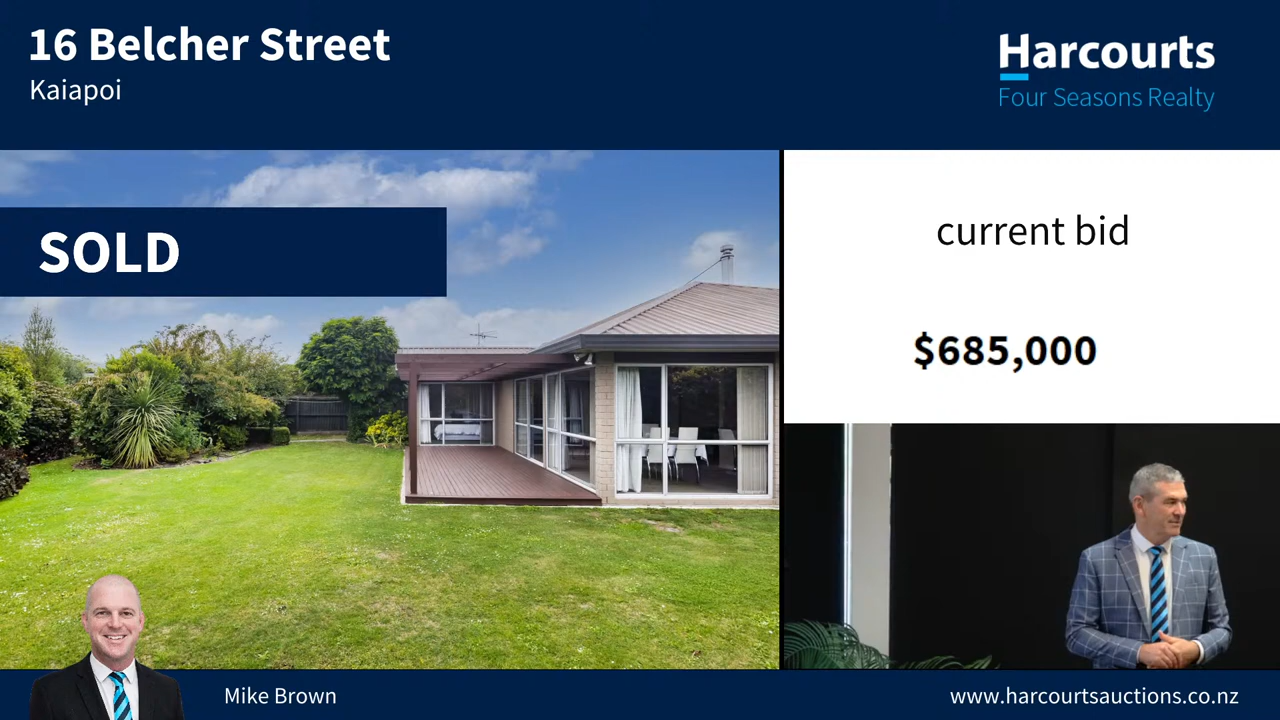 16 Belcher Street
Kaiapoi
Harcourts
Four Seasons Realty
SOLD
current bid
$685,000
Mike Brown
www.harcourtsauctions.co.nz